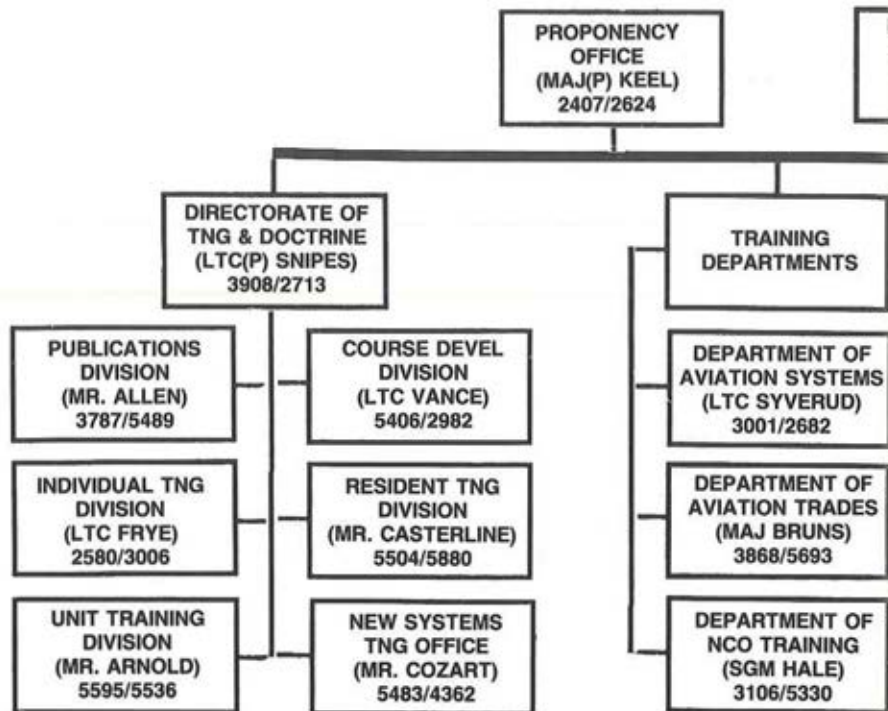 PROPONENCY
OFFICE
(MAJ(P) KEEL)
2407/2624
DIRECTORATE OF
TNG & DOCTRINE
(LTC(P) SNIPES)
3908/2713
TRAINING
DEPARTMENTS
PUBLICATIONS
DIVISION
(MR. ALLEN)
3787/5489
COURSE DEVEL
DIVISION
(LTC VANCE)
5406/2982
DEPARTMENT OF
AVIATION SYSTEMS
(LTC SYVERUD)
3001/2682
INDIVIDUAL TNG
DIVISION
(LTC FRYE)
2580/3006
RESIDENT TNG
DIVISION
(MR. CASTERLINE)
5504/5880
DEPARTMENT OF
AVIATION TRADES
(MAJ BRUNS)
3868/5693
UNIT TRAINING
DIVISION
(MR. ARNOLD)
5595/5536
NEW SYSTEMS
TNG OFFICE
(MR. COZART)
5483/4362
DEPARTMENT OF
NCO TRAINING
(SGM HALE)
3106/5330